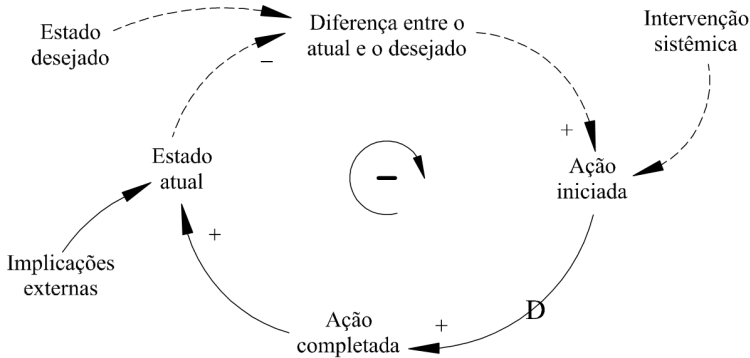 Estado
desejado
Diferença entre o
atual e o desejado
Intervenção
sistêmica
–
+
Estado
atual
–
Ação
iniciada
+
Implicações
externas
D
Ação
completada
+